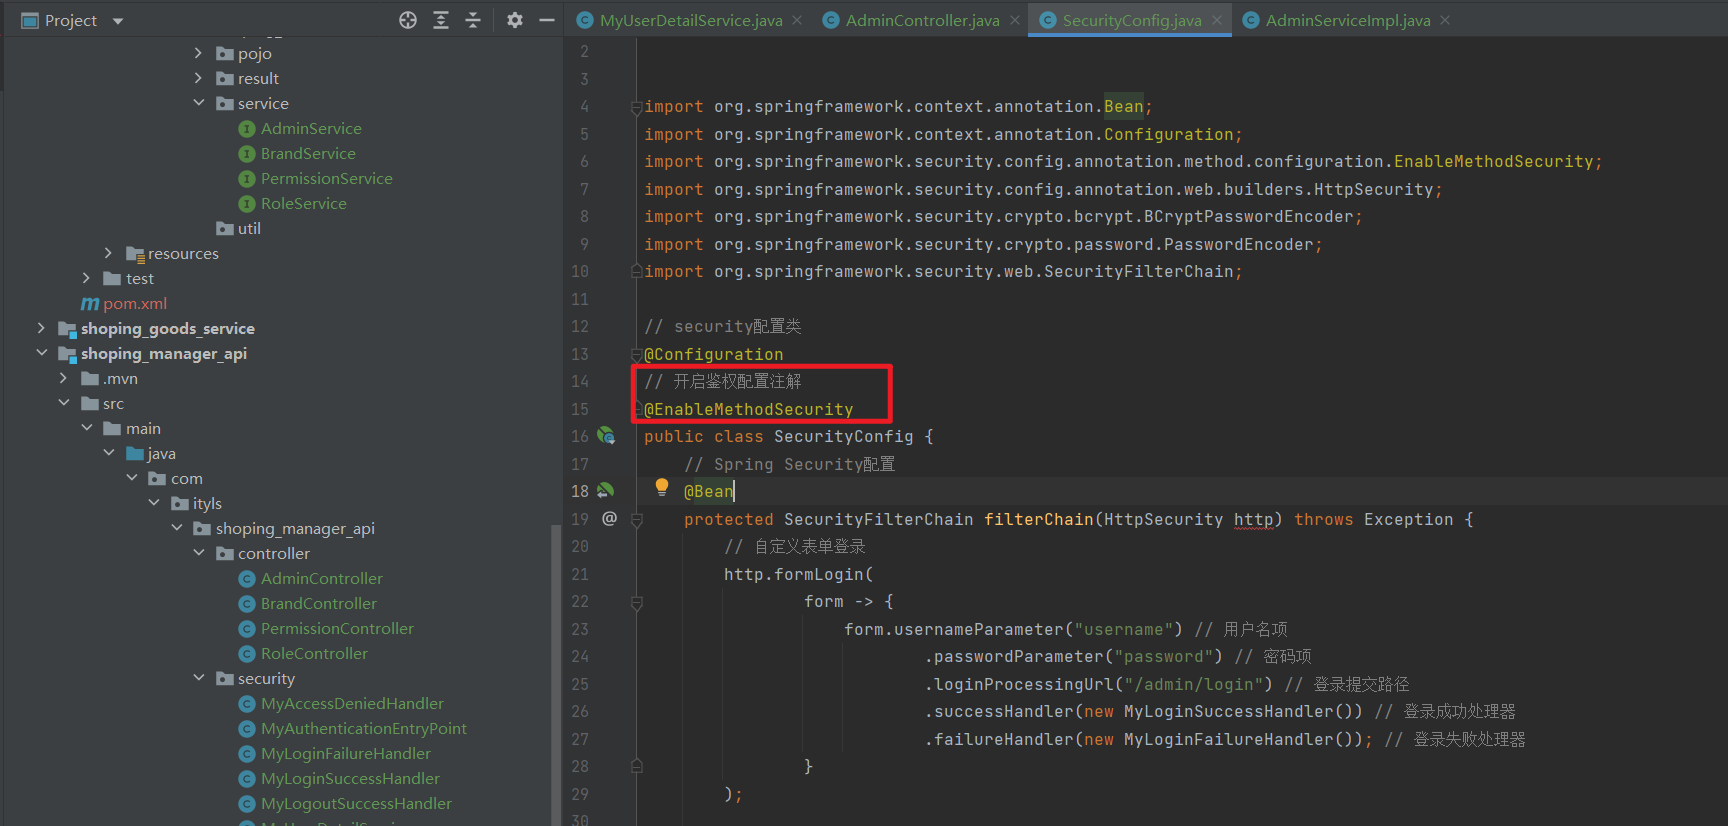 Project
MyUserDetailService.java
AdminController.java
SecurityConfig.java
AdminServiceImpl.java
pojo
result
service
AdminService
BrandService
PermissionService
RoleService
util
resources
test
pom.xml
shoping_goods_service
shoping_manager_api
.mvn
src
main
java
com
ityls
shoping_manager_api
controller
AdminController
BrandController
PermissionController
RoleController
security
MyAccessDeniedHandler
MyAuthenticationEntryPoint
MyLoginFailureHandler
MyLoginSuccessHandler
MyLogoutSuccessHandler
2
3
4 import org.springframework.context.annotation.Bean;
5 import org.springframework.context.annotation.Configuration;
6 import org.springframework.security.config.annotation.method.configuration.EnableMethodSecurity;
7 import org.springframework.security.config.annotation.web.builders.HttpSecurity;
8 import org.springframework.security.crypto.bcrypt.BCryptPasswordEncoder;
9 import org.springframework.security.crypto.password.PasswordEncoder;
10 import org.springframework.security.web.SecurityFilterChain;
11
12 // security配置类
13 @Configuration
14 // 开启鉴权配置注解
15 @EnableMethodSecurity
16 public class SecurityConfig {
17 // Spring Security配置
18 @Bean
19 @ protected SecurityFilterChain filterChain(HttpSecurity http) throws Exception {
20 // 自定义表单登录
21 http.formLogin(
22 form -> {
23 form.usernameParameter("username") // 用户名项
24 .passwordParameter("password") // 密码项
25 .loginProcessingUrl("/admin/login") // 登录提交路径
26 .successHandler(new MyLoginSuccessHandler()) // 登录成功处理器
27 .failureHandler(new MyLoginFailureHandler()); // 登录失败处理器
28 }
29 );
30